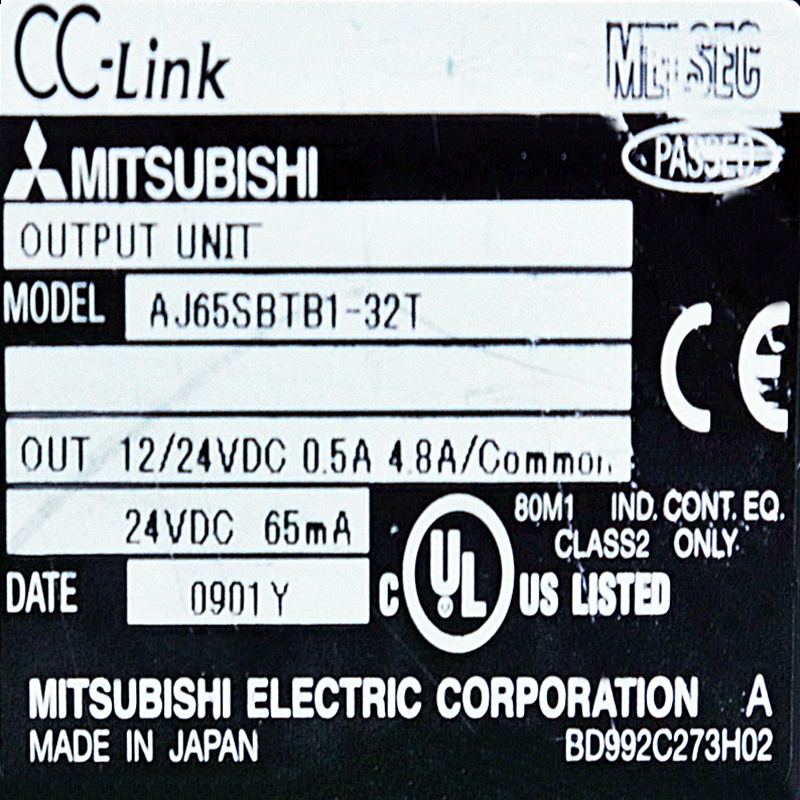 CC-Link MELSEC
MITSUBISHI PASSED
OUTPUT UNIT
MODEL AJ65SBTB1-32T
CE
OUT 12/24VDC 0.5A 4.8A/Common
24VDC 65mA
80M1 IND. CONT. EQ.
CLASS2 ONLY
DATE 0901Y
C UL US LISTED
MITSUBISHI ELECTRIC CORPORATION A
MADE IN JAPAN BD992C273H02